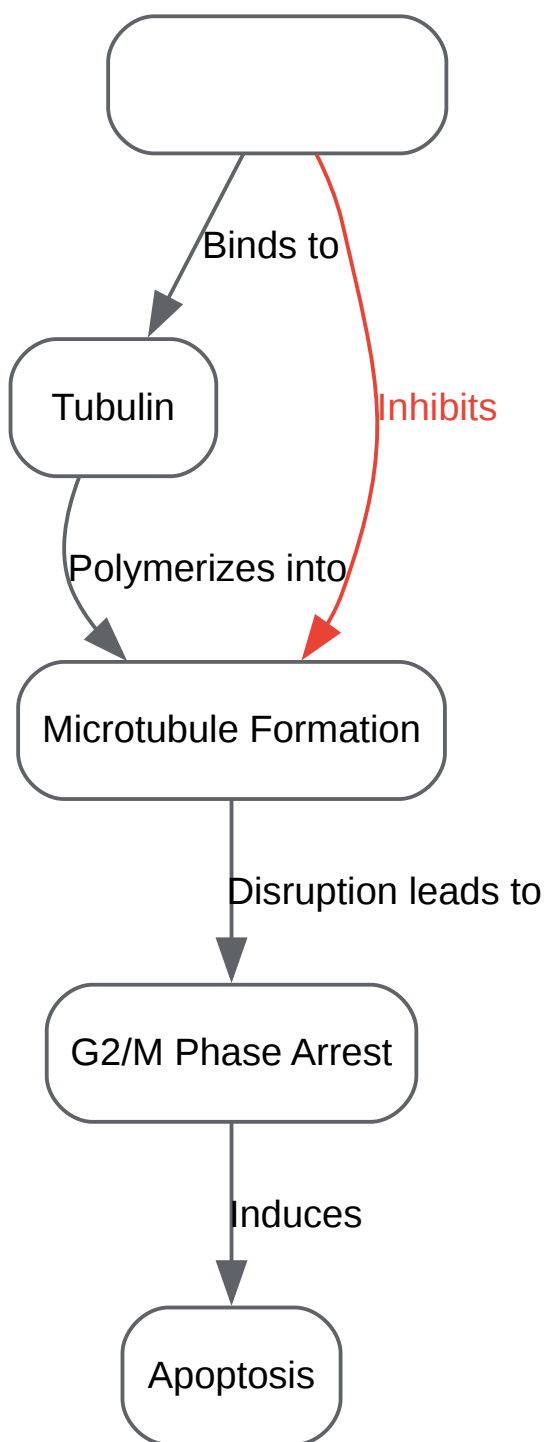 Binds to
Tubulin
Inhibits
Polymerizes into
Microtubule Formation
Disruption leads to
G2/M Phase Arrest
Induces
Apoptosis